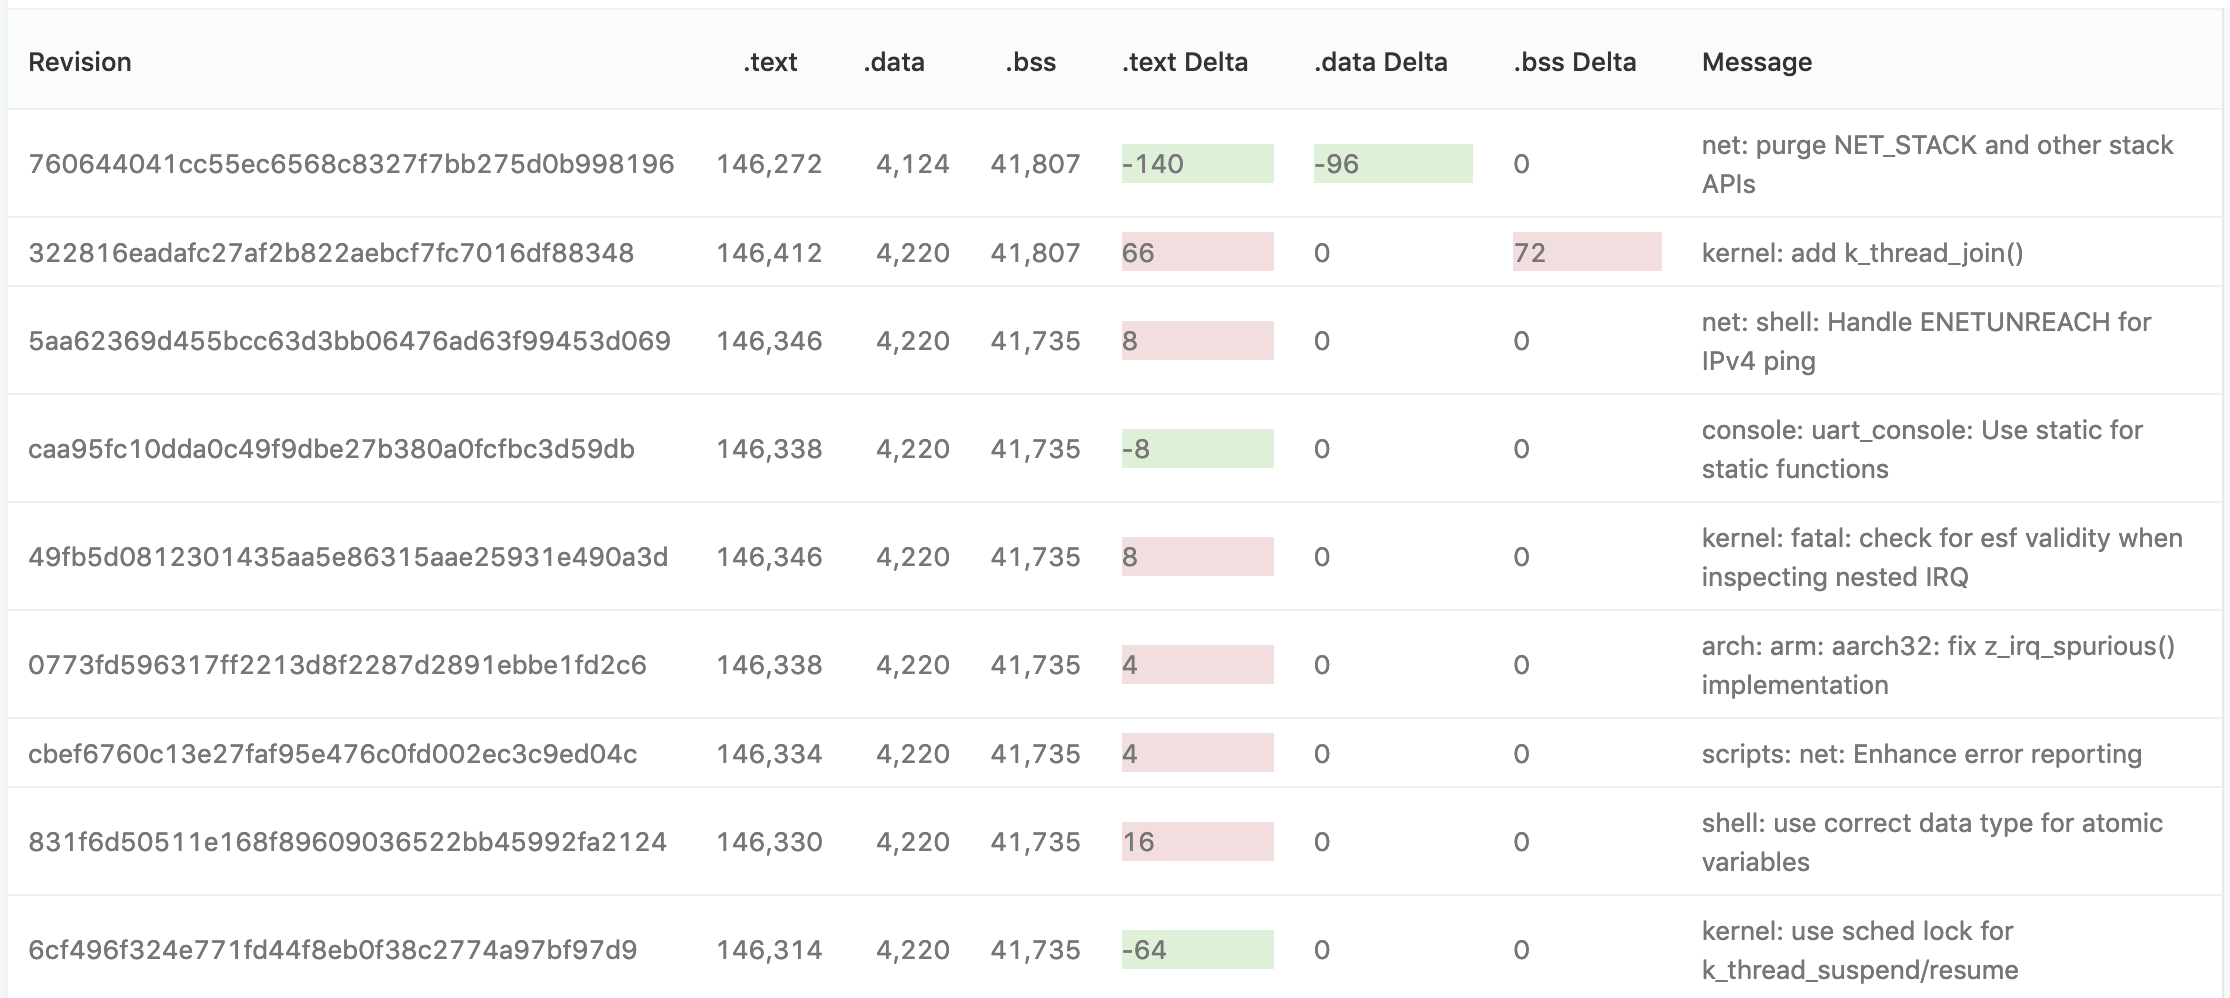 Revision .text .data .bss .text Delta .data Delta .bss Delta Message
760644041cc55ec6568c8327f7bb275d0b998196 146,272 4,124 41,807 -140 -96 0 net: purge NET_STACK and other stack
APIs
322816eadafc27af2b822aebcf7fc7016df88348 146,412 4,220 41,807 66 0 72 kernel: add k_thread_join()
5aa62369d455bcc63d3bb06476ad63f99453d069 146,346 4,220 41,735 8 0 0 net: shell: Handle ENETUNREACH for
IPv4 ping
caa95fc10dda0c49f9dbe27b380a0fcfbc3d59db 146,338 4,220 41,735 -8 0 0 console: uart_console: Use static for
static functions
49fb5d0812301435aa5e86315aae25931e490a3d 146,346 4,220 41,735 8 0 0 kernel: fatal: check for esf validity when
inspecting nested IRQ
0773fd596317ff2213d8f2287d2891ebbe1fd2c6 146,338 4,220 41,735 4 0 0 arch: arm: aarch32: fix z_irq_spurious()
implementation
cbef6760c13e27faf95e476c0fd002ec3c9ed04c 146,334 4,220 41,735 4 0 0 scripts: net: Enhance error reporting
831f6d50511e168f89609036522bb45992fa2124 146,330 4,220 41,735 16 0 0 shell: use correct data type for atomic
variables
6cf496f324e771fd44f8eb0f38c2774a97bf97d9 146,314 4,220 41,735 -64 0 0 kernel: use sched lock for
k_thread_suspend/resume